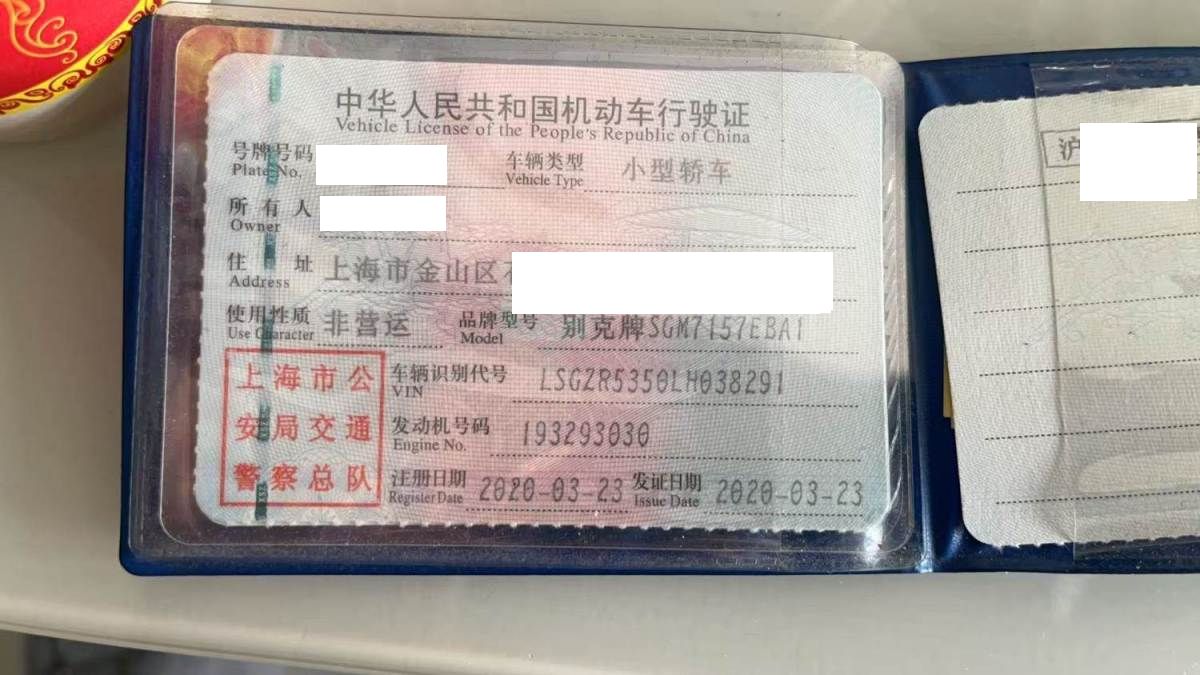 中华人民共和国机动车行驶证
Vehicle License of the People's Republic of China
号牌号码 车辆类型 小型轿车
Plate No. Vehicle Type
所有人
Owner
住址 上海市金山区
Address
使用性质 非营运 品牌型号 别克牌SGM7157EBA1
Use Character Model
上海市公
安局交通
警察总队
车辆识别代号 LSGZR5350LH038291
VIN
发动机号码 193293030
Engine No.
注册日期 2020-03-23 发证日期 2020-03-23
Register Date Issue Date
沪